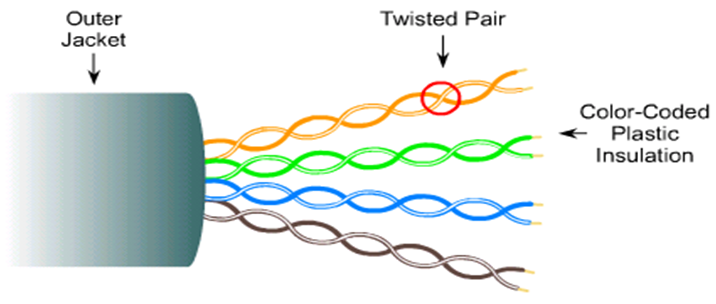 Outer
Jacket
Twisted Pair
Color-Coded
Plastic
Insulation